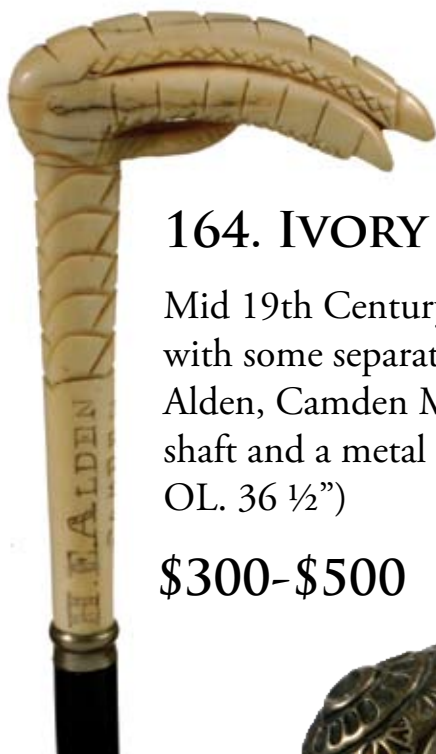 H.F.ALDEN
164. IVORY
Mid 19th Century
with some separat
Alden, Camden M
shaft and a metal
OL. 36 ½”)
$300-$500